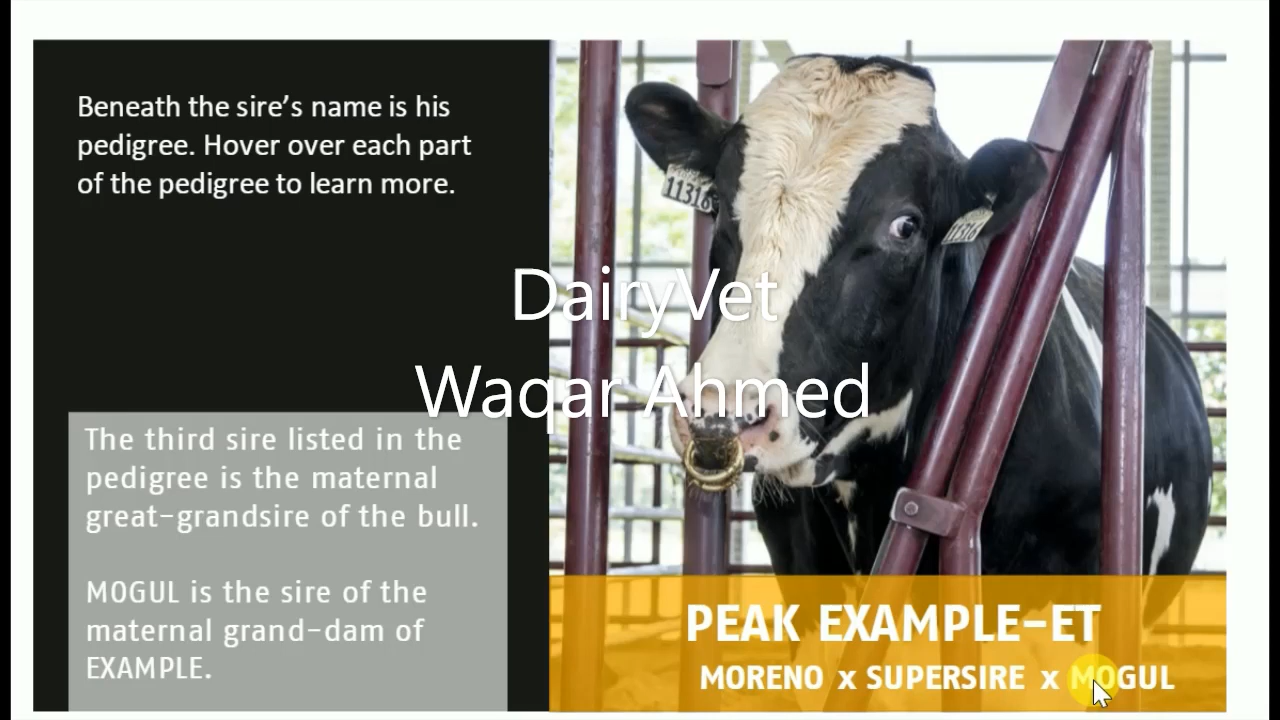 Beneath the sire’s name is his
pedigree. Hover over each part
of the pedigree to learn more.
The third sire listed in the
pedigree is the maternal
great-grandsire of the bull.
MOGUL is the sire of the
maternal grand-dam of
EXAMPLE.
DairyVet
Waqar Ahmed
11316
11316
PEAK EXAMPLE-ET
MORENO x SUPERSIRE x MOGUL